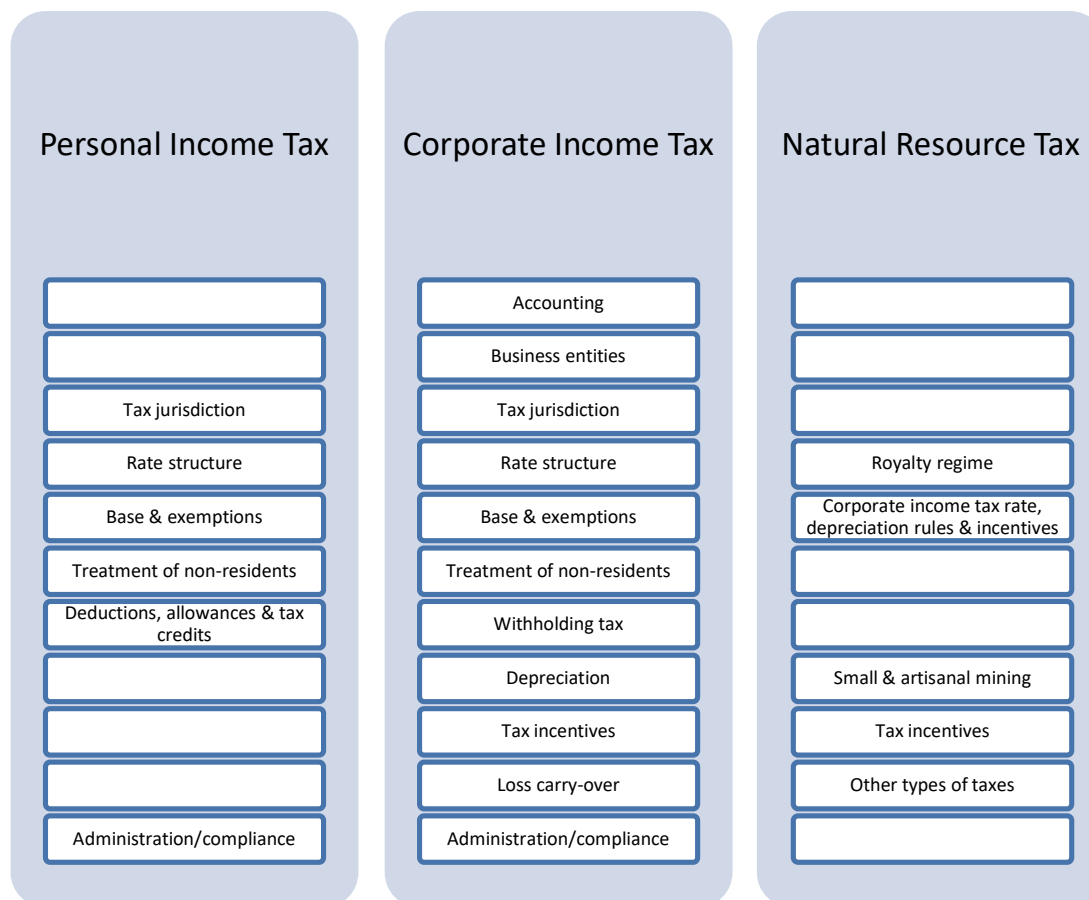 Personal Income Tax
Tax jurisdiction
Rate structure
Base & exemptions
Treatment of non-residents
Deductions, allowances & tax
credits
Administration/compliance
Corporate Income Tax
Accounting
Business entities
Tax jurisdiction
Rate structure
Base & exemptions
Treatment of non-residents
Withholding tax
Depreciation
Tax incentives
Loss carry-over
Administration/compliance
Natural Resource Tax
Royalty regime
Corporate income tax rate,
depreciation rules & incentives
Small & artisanal mining
Tax incentives
Other types of taxes